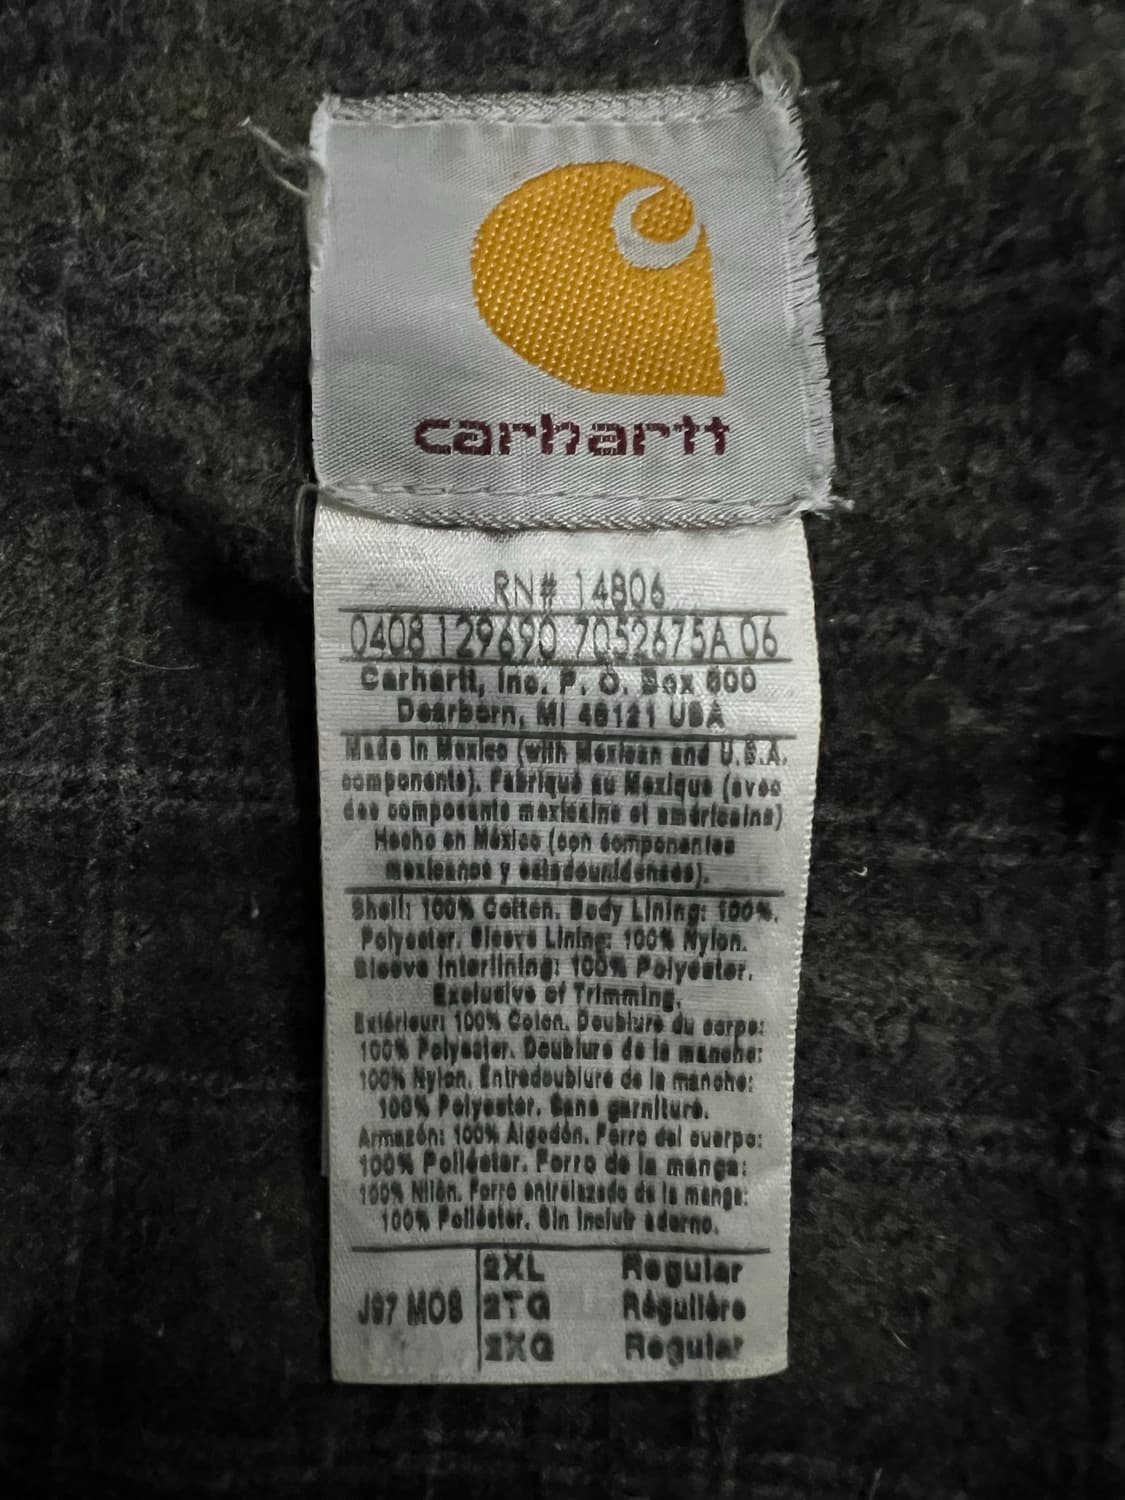 carhartt
RN# 14806
0408 129690 7052675A 06
Carhartt, Inc. P. O. Box 600
Dearborn, MI 48121 USA
Made In Mexico (with Mexican and U.S.A.
components). Fabriqué au Mexique (avec
des composants mexicains et américains)
Hecho en México (con componentes
mexicanos y estadounidenses).
Shell: 100% Cotton. Body Lining: 100%
Polyester. Sleeve Lining: 100% Nylon.
Sleeve Interlining: 100% Polyester.
Exclusive of Trimming.
Extérieur: 100% Coton. Doublure du corps:
100% Polyester. Doublure de la manche:
100% Nylon. Entredoublure de la manche:
100% Polyester. Sans garniture.
Armazón: 100% Algodón. Forro del cuerpo:
100% Poliéster. Forro de la manga:
100% Nilón. Forro entrelazado de la manga:
100% Poliéster. Sin incluir adorno.
2XL Regular
J97 MOS 2TG Régulière
2XG Regular